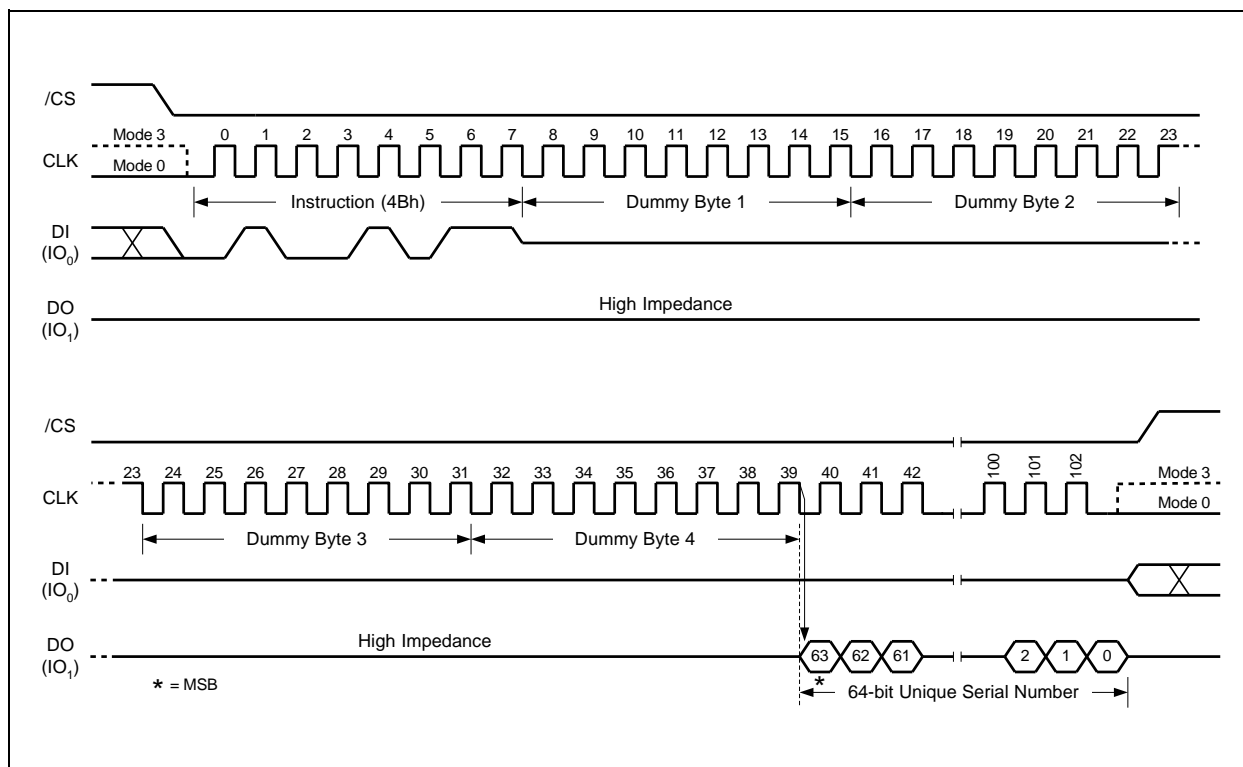 /CS
Mode 3
0 1 2 3 4 5 6 7 8 9 10 11 12 13 14 15 16 17 18 19 20 21 22 23
CLK
Mode 0
Instruction (4Bh) Dummy Byte 1 Dummy Byte 2
DI
(IO0)
High Impedance
DO
(IO1)
/CS
23 24 25 26 27 28 29 30 31 32 33 34 35 36 37 38 39 40 41 42 100 101 102
Mode 3
CLK
Mode 0
Dummy Byte 3 Dummy Byte 4
DI
(IO0)
High Impedance
DO
(IO1)
63 62 61 2 1 0
*
* = MSB
64-bit Unique Serial Number